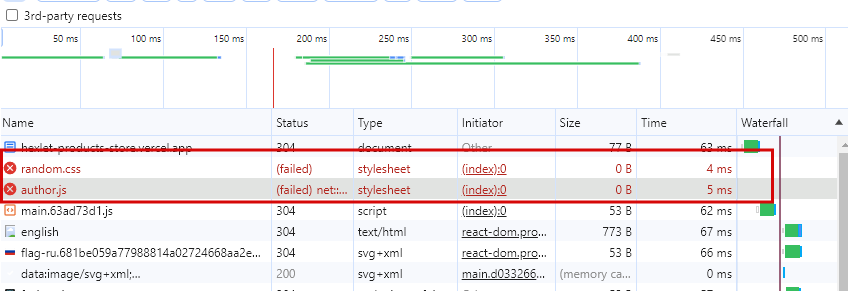 3rd-party requests
50 ms 100 ms 150 ms 200 ms 250 ms 300 ms 350 ms 400 ms 450 ms 500 ms
Name Status Type Initiator Size Time Waterfall
hexlet-products-store.vercel.app 304 document Other 77 B 63 ms
random.css (failed) stylesheet (index):0 0 B 4 ms
author.js (failed) net::... stylesheet (index):0 0 B 5 ms
main.63ad73d1.js 304 script (index):0 53 B 62 ms
english 304 text/html react-dom.pro... 773 B 67 ms
flag-ru.681be059a77988814a02724668aa2e... 304 svg+xml react-dom.pro... 53 B 66 ms
data:image/svg+xml;... 200 svg+xml main.d033266... (memory ca... 0 ms